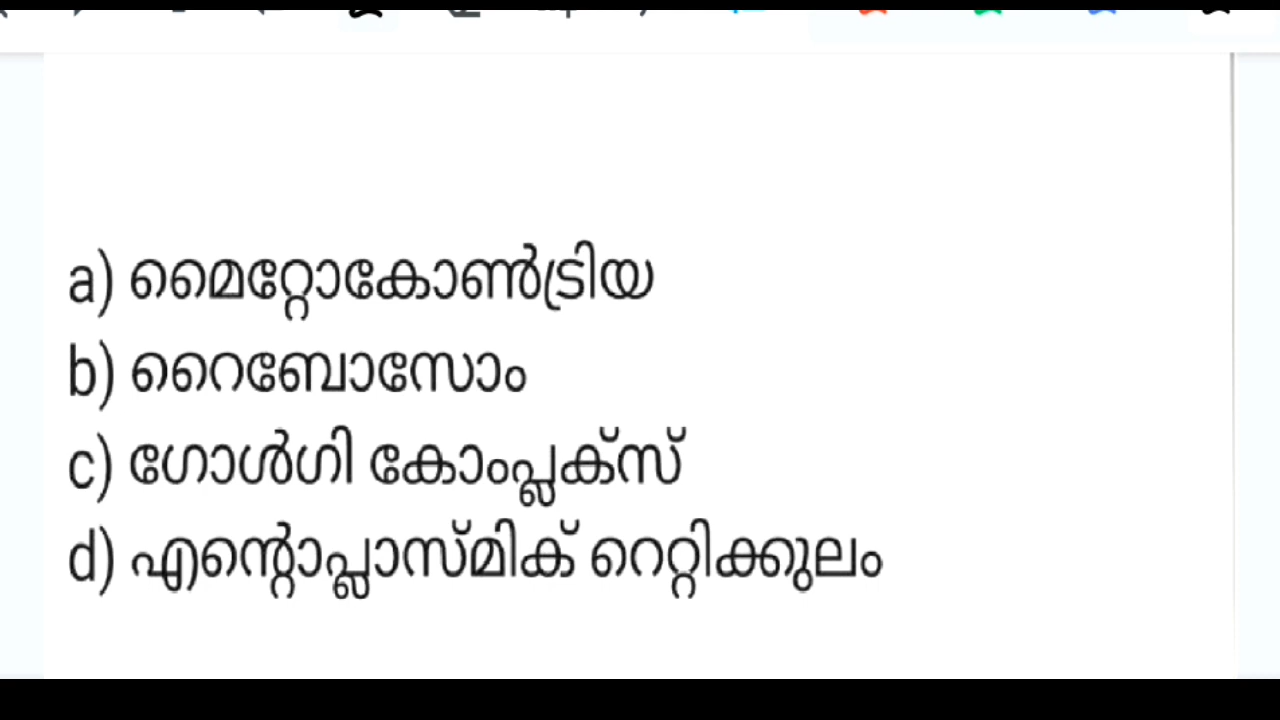 a) മൈറ്റോകോൺട്രിയ
b) റൈബോസോം
c) ഗോൾഗി കോംപ്ലക്സ്
d) എന്റൊപ്ലാസ്മിക് റെറ്റിക്കുലം